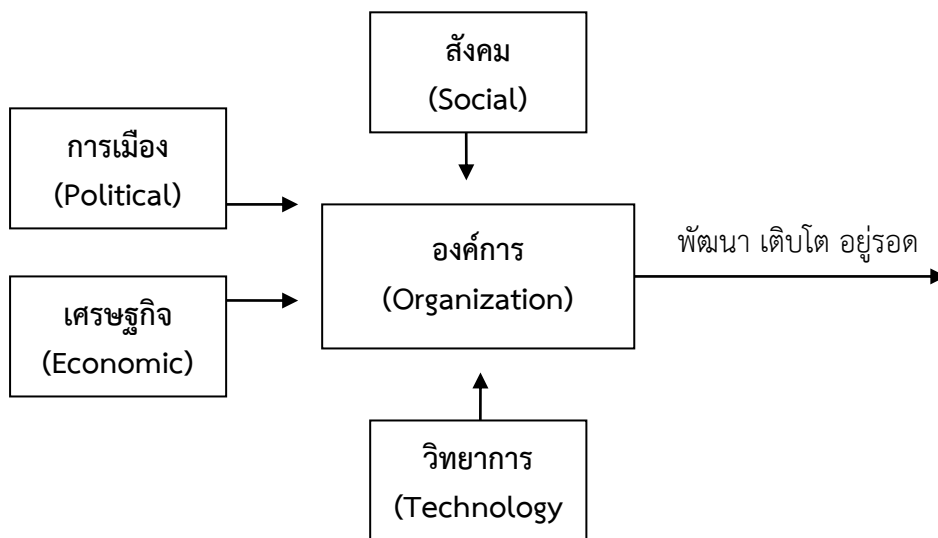 สังคม
(Social)
การเมือง
(Political)
องค์การ
(Organization)
พัฒนา เติบโต อยู่รอด
เศรษฐกิจ
(Economic)
วิทยาการ
(Technology